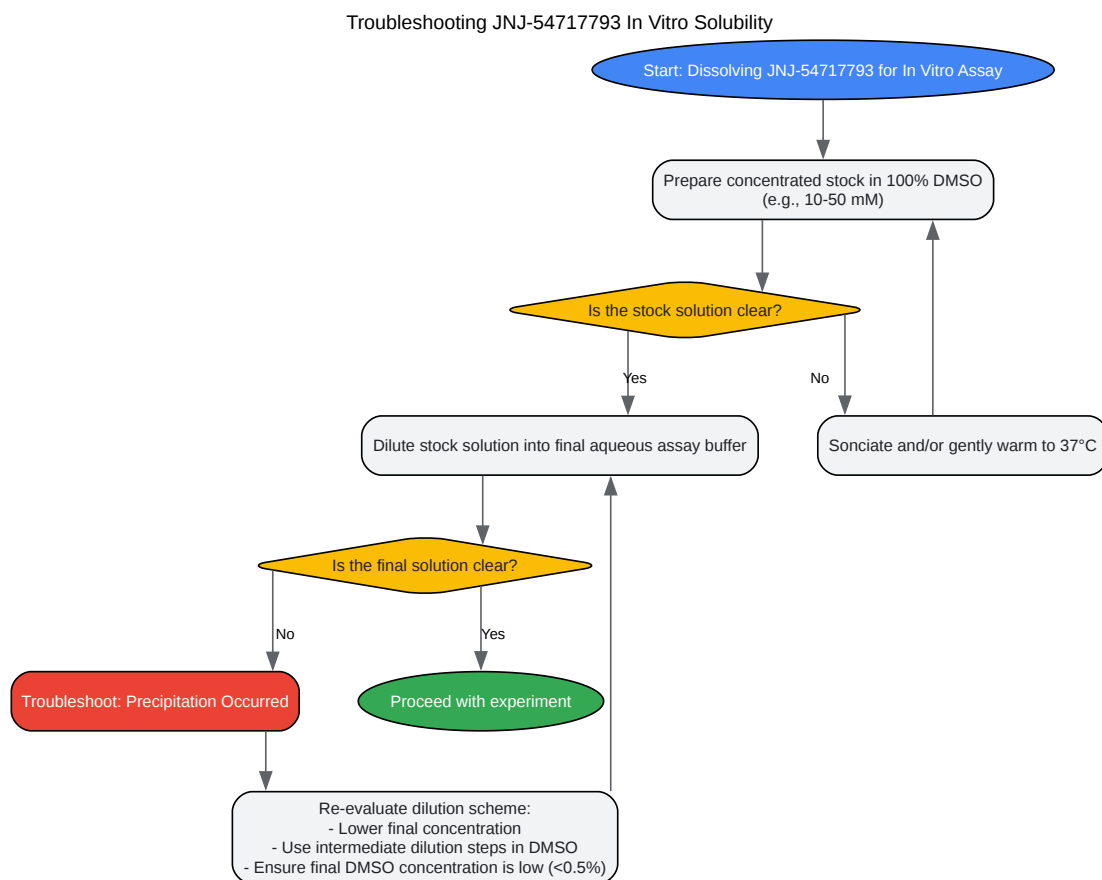 Troubleshooting JNJ-54717793 In Vitro Solubility
Start: Dissolving JNJ-54717793 for In Vitro Assay
Prepare concentrated stock in 100% DMSO
(e.g., 10-50 mM)
Is the stock solution clear?
Yes
No
Dilute stock solution into final aqueous assay buffer
Sonciate and/or gently warm to 37°C
Is the final solution clear?
No
Yes
Troubleshoot: Precipitation Occurred
Proceed with experiment
Re-evaluate dilution scheme:
- Lower final concentration
- Use intermediate dilution steps in DMSO
- Ensure final DMSO concentration is low (<0.5%)